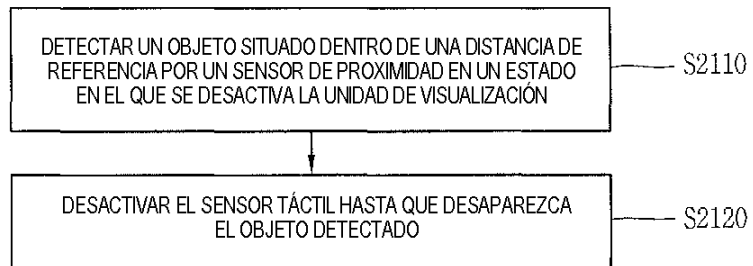 DETECTAR UN OBJETO SITUADO DENTRO DE UNA DISTANCIA DE
REFERENCIA POR UN SENSOR DE PROXIMIDAD EN UN ESTADO
EN EL QUE SE DESACTIVA LA UNIDAD DE VISUALIZACIÓN
S2110
DESACTIVAR EL SENSOR TÁCTIL HASTA QUE DESAPAREZCA
EL OBJETO DETECTADO
S2120